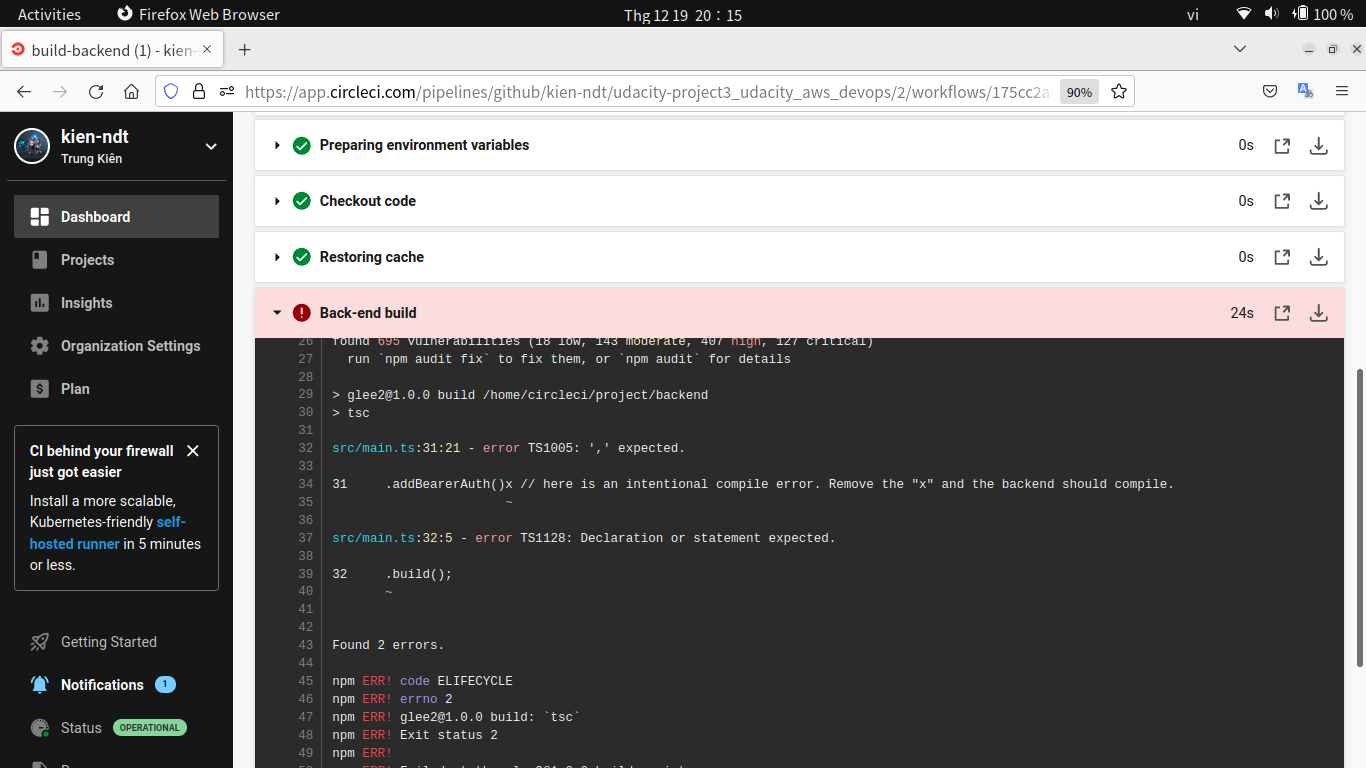 Activities Firefox Web Browser Thg 12 19 20 : 15 vi 100 %
build-backend (1) - kien-
https://app.circleci.com/pipelines/github/kien-ndt/udacity-project3_udacity_aws_devops/2/workflows/175cc2a 90%
kien-ndt
Trung Kiên
Dashboard
Projects
Insights
Organization Settings
Plan
CI behind your firewall
just got easier
Install a more scalable,
Kubernetes-friendly self-
hosted runner in 5 minutes
or less.
Getting Started
Notifications 1
Status OPERATIONAL
Preparing environment variables 0s
Checkout code 0s
Restoring cache 0s
Back-end build 24s
26 found 695 vulnerabilities (18 low, 143 moderate, 407 high, 127 critical)
27 run `npm audit fix` to fix them, or `npm audit` for details
28
29 > glee2@1.0.0 build /home/circleci/project/backend
30 > tsc
31
32 src/main.ts:31:21 - error TS1005: ',' expected.
33
34 31 .addBearerAuth()x // here is an intentional compile error. Remove the "x" and the backend should compile.
35 ~
36
37 src/main.ts:32:5 - error TS1128: Declaration or statement expected.
38
39 32 .build();
40 ~
41
42
43 Found 2 errors.
44
45 npm ERR! code ELIFECYCLE
46 npm ERR! errno 2
47 npm ERR! glee2@1.0.0 build: `tsc`
48 npm ERR! Exit status 2
49 npm ERR!